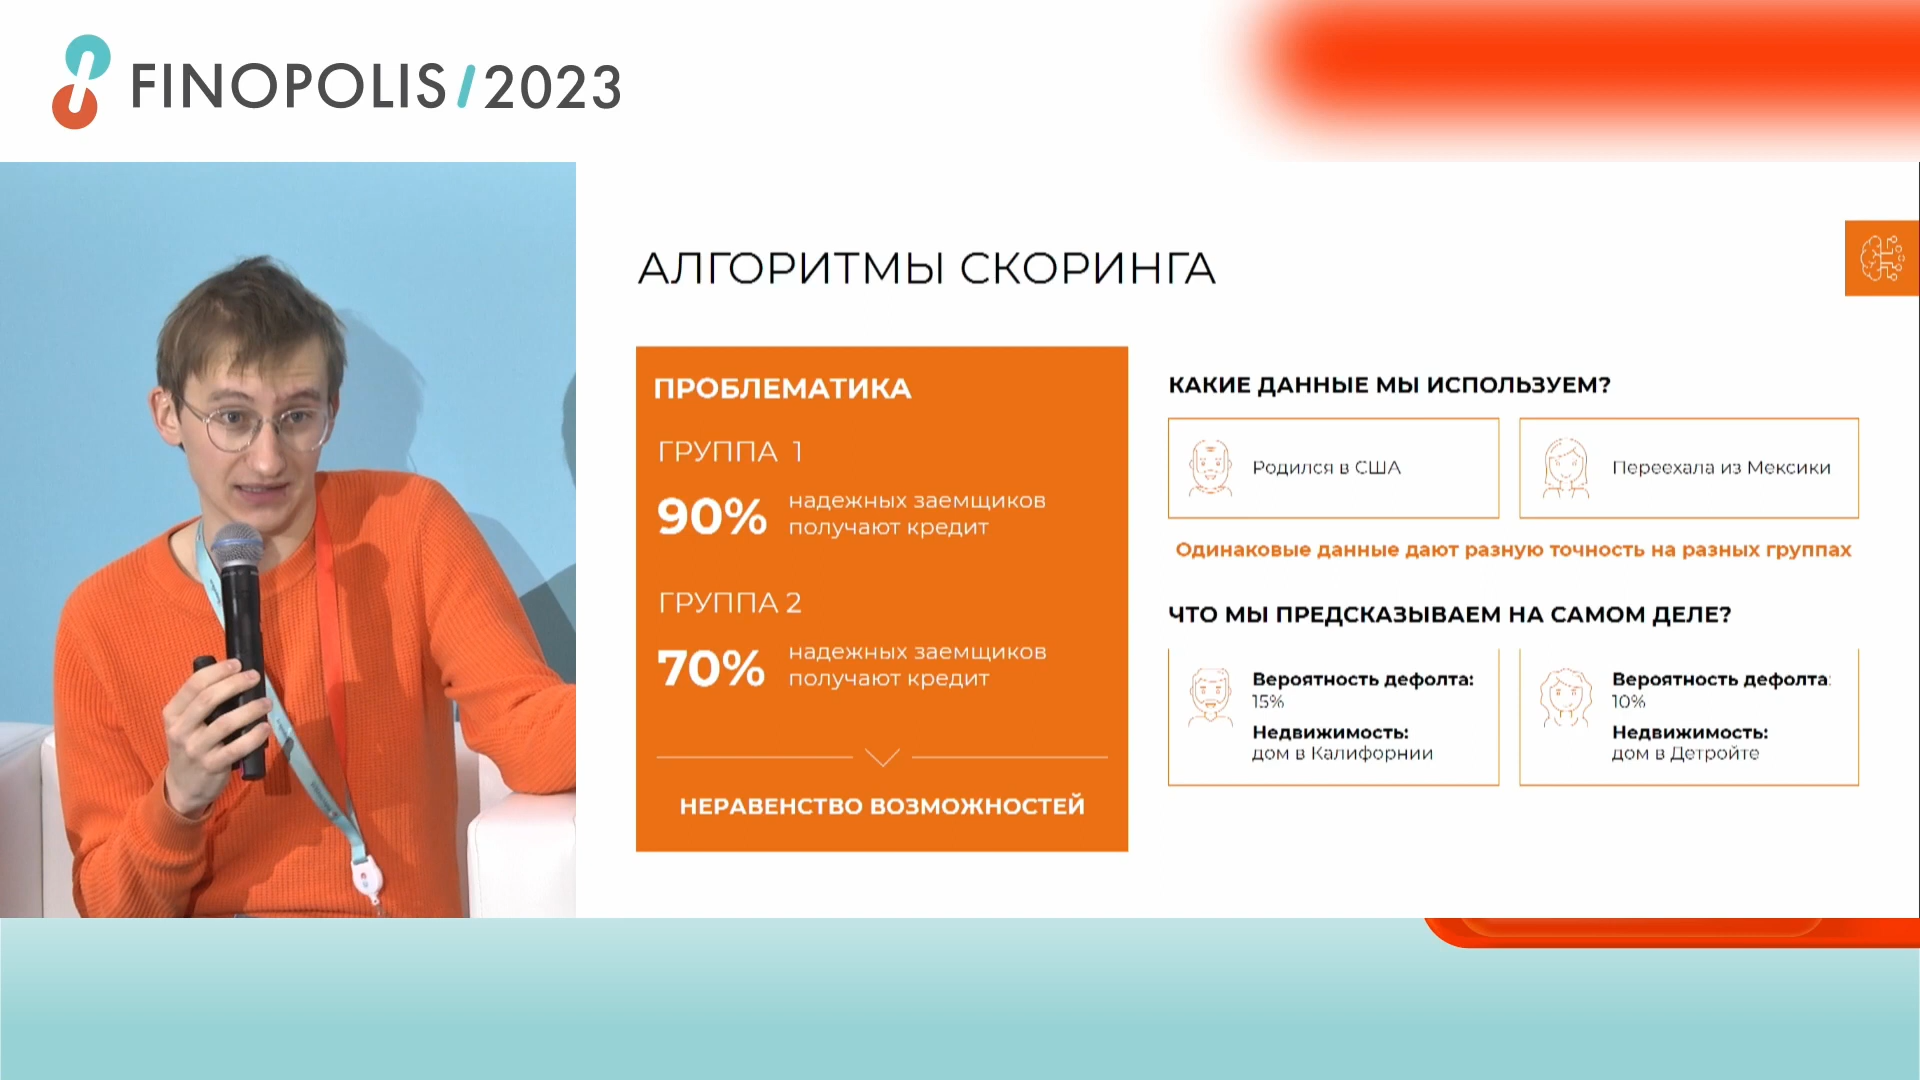 FINOPOLIS/2023
АЛГОРИТМЫ СКОРИНГА
ПРОБЛЕМАТИКА
ГРУППА 1
90%
надежных заемщиков
получают кредит
ГРУППА 2
70%
надежных заемщиков
получают кредит
НЕРАВЕНСТВО ВОЗМОЖНОСТЕЙ
КАКИЕ ДАННЫЕ МЫ ИСПОЛЬЗУЕМ?
Родился в США
Переехала из Мексики
Одинаковые данные дают разную точность на разных группах
ЧТО МЫ ПРЕДСКАЗЫВАЕМ НА САМОМ ДЕЛЕ?
Вероятность дефолта:
15%
Недвижимость:
дом в Калифорнии
Вероятность дефолта:
10%
Недвижимость:
дом в Детройте